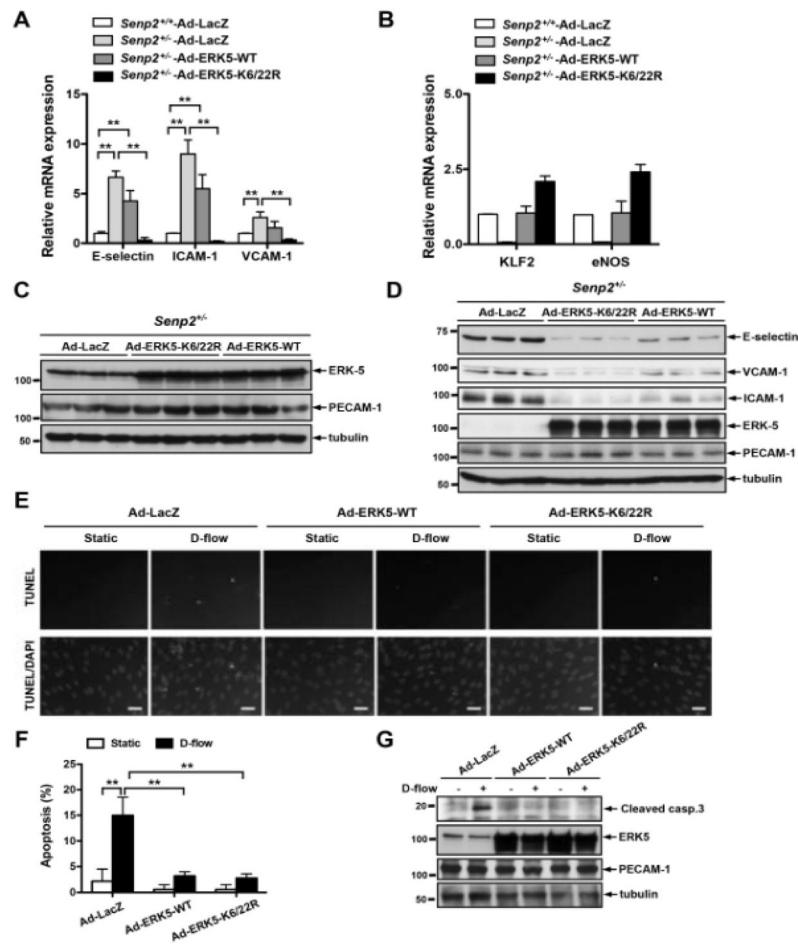 A
Senp2+/+-Ad-LacZ
Senp2+/--Ad-LacZ
Senp2+/--Ad-ERK5-WT
Senp2+/--Ad-ERK5-K6/22R
Relative mRNA expression
15
10
5
0
** ** **
** ** **
** **
E-selectin ICAM-1 VCAM-1
B
Senp2+/+-Ad-LacZ
Senp2+/--Ad-LacZ
Senp2+/--Ad-ERK5-WT
Senp2+/--Ad-ERK5-K6/22R
Relative mRNA expression
5.0
2.5
0.0
KLF2 eNOS
C
Senp2+/-
Ad-LacZ Ad-ERK5-K6/22R Ad-ERK5-WT
100 ERK-5
100 PECAM-1
50 tubulin
D
Senp2+/-
Ad-LacZ Ad-ERK5-K6/22R Ad-ERK5-WT
75 E-selectin
100 VCAM-1
100 ICAM-1
100 ERK-5
100 PECAM-1
50 tubulin
E
Ad-LacZ Ad-ERK5-WT Ad-ERK5-K6/22R
Static D-flow Static D-flow Static D-flow
TUNEL
TUNEL/DAPI
F
Static D-flow
Apoptosis (%)
25
20
15
10
5
0
**
** **
Ad-LacZ
Ad-ERK5-WT
Ad-ERK5-K6/22R
G
Ad-LacZ
Ad-ERK5-WT
Ad-ERK5-K6/22R
D-flow - + - + - +
20 Cleaved casp.3
100 ERK5
100 PECAM-1
50 tubulin